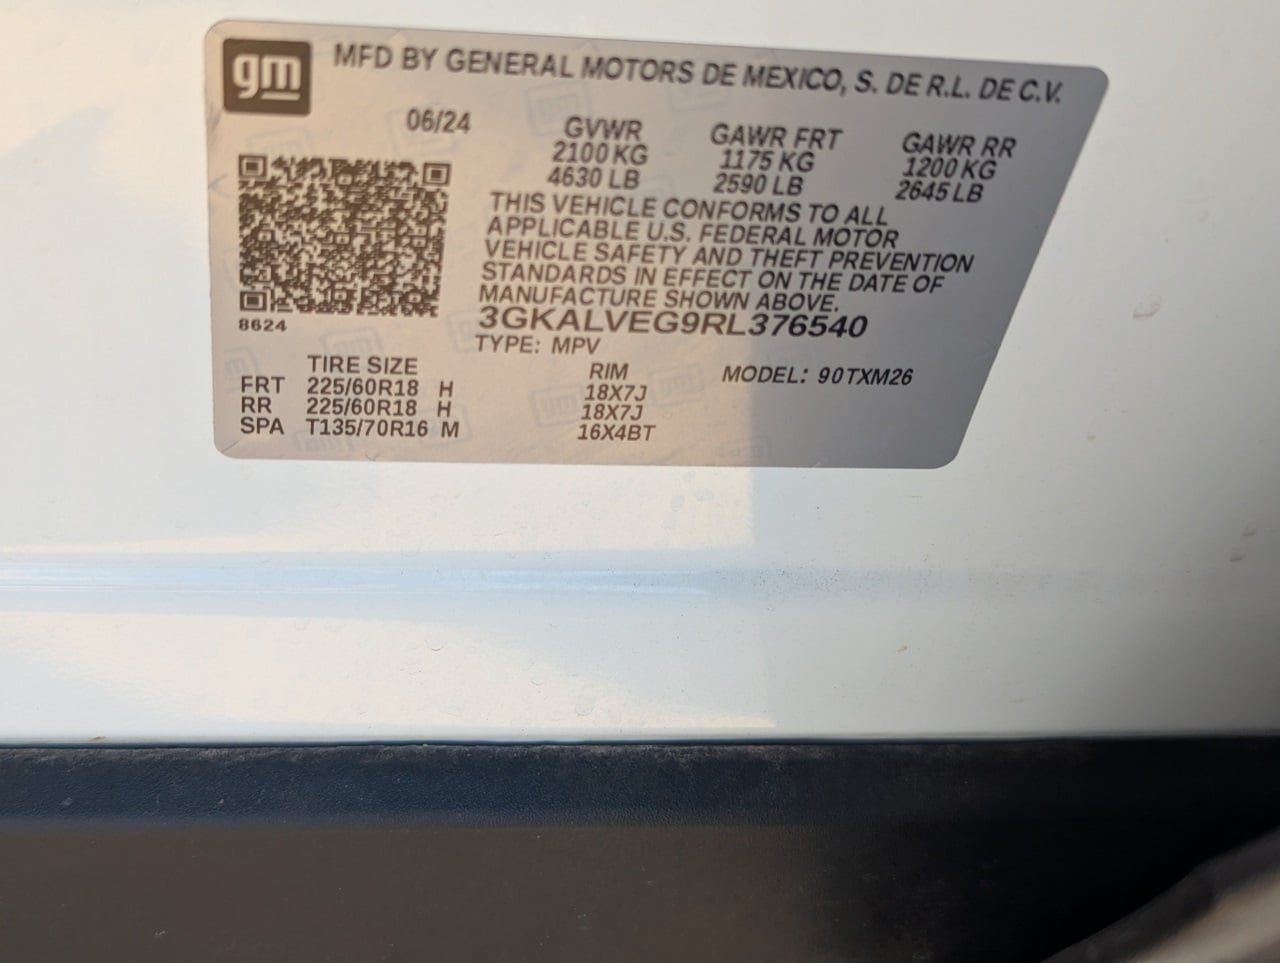 gm MFD BY GENERAL MOTORS DE MEXICO, S. DE R.L. DE C.V.
06/24 GVWR GAWR FRT GAWR RR
2100 KG 1175 KG 1200 KG
4630 LB 2590 LB 2645 LB
THIS VEHICLE CONFORMS TO ALL
APPLICABLE U.S. FEDERAL MOTOR
VEHICLE SAFETY AND THEFT PREVENTION
STANDARDS IN EFFECT ON THE DATE OF
MANUFACTURE SHOWN ABOVE.
8624 3GKALVEG9RL376540
TYPE: MPV
TIRE SIZE RIM MODEL: 90TXM26
FRT 225/60R18 H 18X7J
RR 225/60R18 H 18X7J
SPA T135/70R16 M 16X4BT